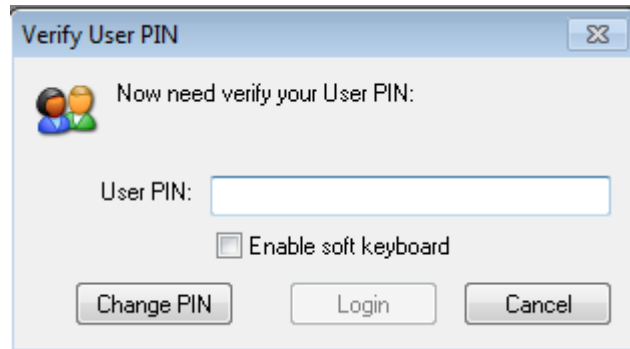 Verify User PIN
Now need verify your User PIN:
User PIN:
Enable soft keyboard
Change PIN Login Cancel